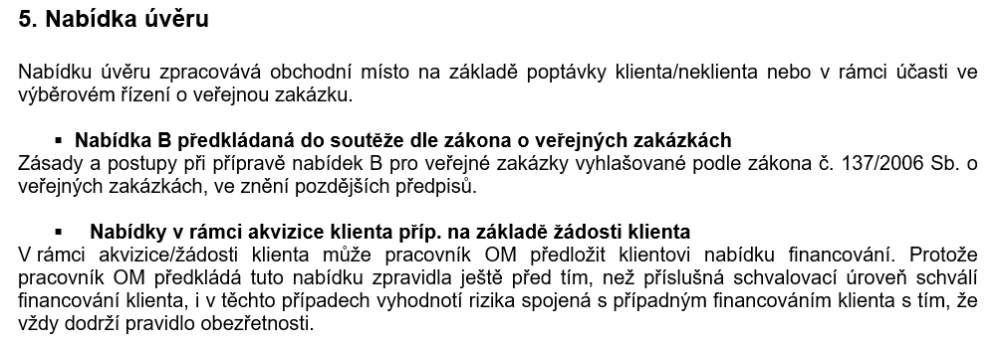 5. Nabídka úvěru
Nabídku úvěru zpracovává obchodní místo na základě poptávky klienta/neklienta nebo v rámci účasti ve
výběrovém řízení o veřejnou zakázku.
▪ Nabídka B předkládaná do soutěže dle zákona o veřejných zakázkách
Zásady a postupy při přípravě nabídek B pro veřejné zakázky vyhlašované podle zákona č. 137/2006 Sb. o
veřejných zakázkách, ve znění pozdějších předpisů.
▪ Nabídky v rámci akvizice klienta příp. na základě žádosti klienta
V rámci akvizice/žádosti klienta může pracovník OM předložit klientovi nabídku financování. Protože
pracovník OM předkládá tuto nabídku zpravidla ještě před tím, než příslušná schvalovací úroveň schválí
financování klienta, i v těchto případech vyhodnotí rizika spojená s případným financováním klienta s tím, že
vždy dodrží pravidlo obezřetnosti.